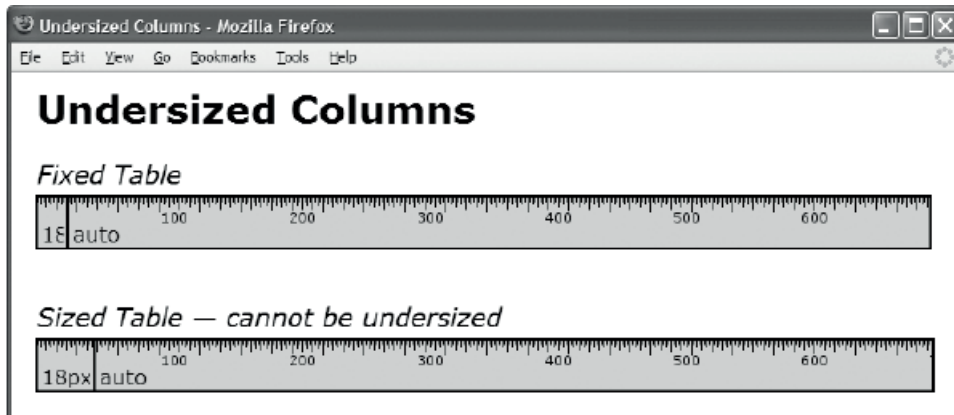 Undersized Columns - Mozilla Firefox
File Edit View Go Bookmarks Tools Help
Undersized Columns
Fixed Table
100 200 300 400 500 600
18 auto
Sized Table — cannot be undersized
100 200 300 400 500 600
18px auto